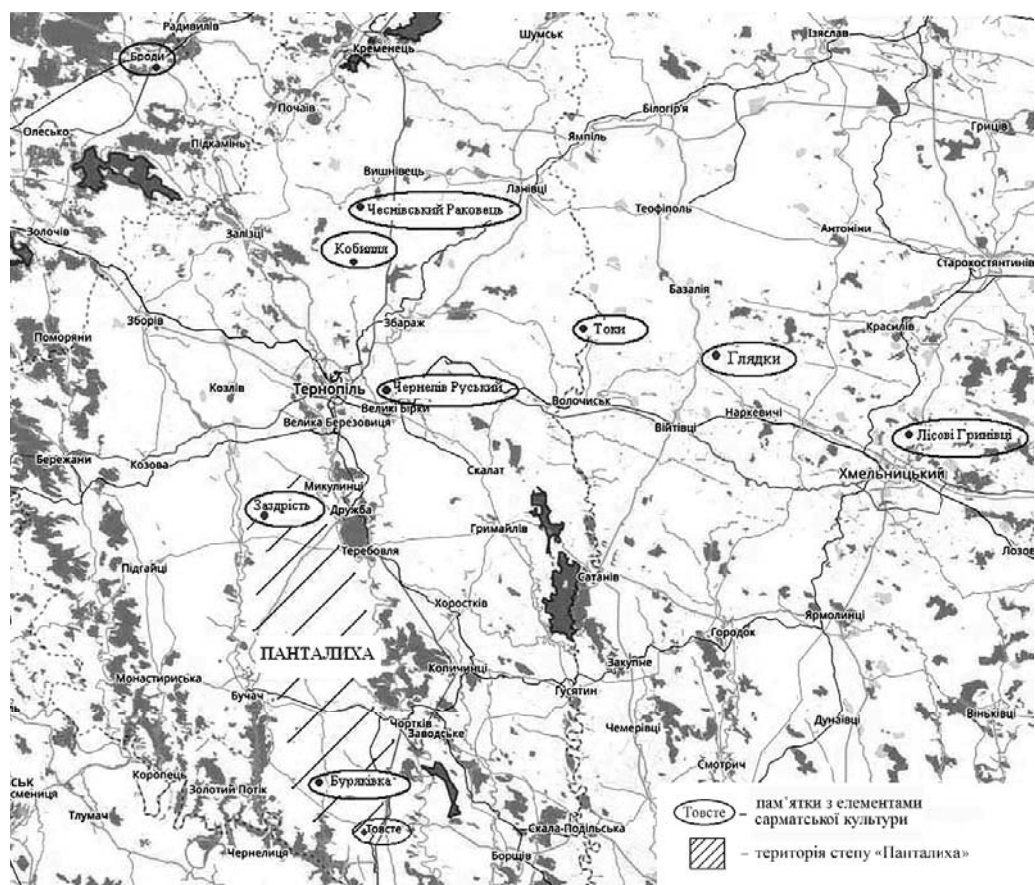 Радивилів
Броди
Шумськ
Ізяслав
Кременець
Почаїв
Білогір'я
Олесько
Підкамінь
Ямпіль
Гриців
Вишнівець
Ланівці
Чеснівський Раковець
Теофіполь
Золочів
Залізці
Антоніни
Кобилля
Старокостянтинів
Базалія
Зборів
Збараж
Токи
Красилів
Поморяни
Глядки
Тернопіль
Козлів
Чернелів Руський
Великі Бірки
Волочиськ
Наркевичі
Велика Березовиця
Війтівці
Лісові Гринівці
Бережани
Козова
Скалат
Хмельницький
Микулинці
Заздрість
Дружба
Гримайлів
Теребовля
Лозов
Підгайці
Сатанів
Хоростків
Ярмолинці
Городок
ПАНТАЛИХА
Копичинці
Закупне
Монастириська
Бучач
Гусятин
Чортків
Заводське
Чемерівці
Дунаївці
Віньківці
Смотрич
Коропець
Буряківка
ськ
смениця
Золотий Потік
Тлумач
Товсте
Скала-Подільська
Чернелиця
Борщів
Товсте – пам'ятки з елементами
сарматської культури
– територія степу «Панталиха»